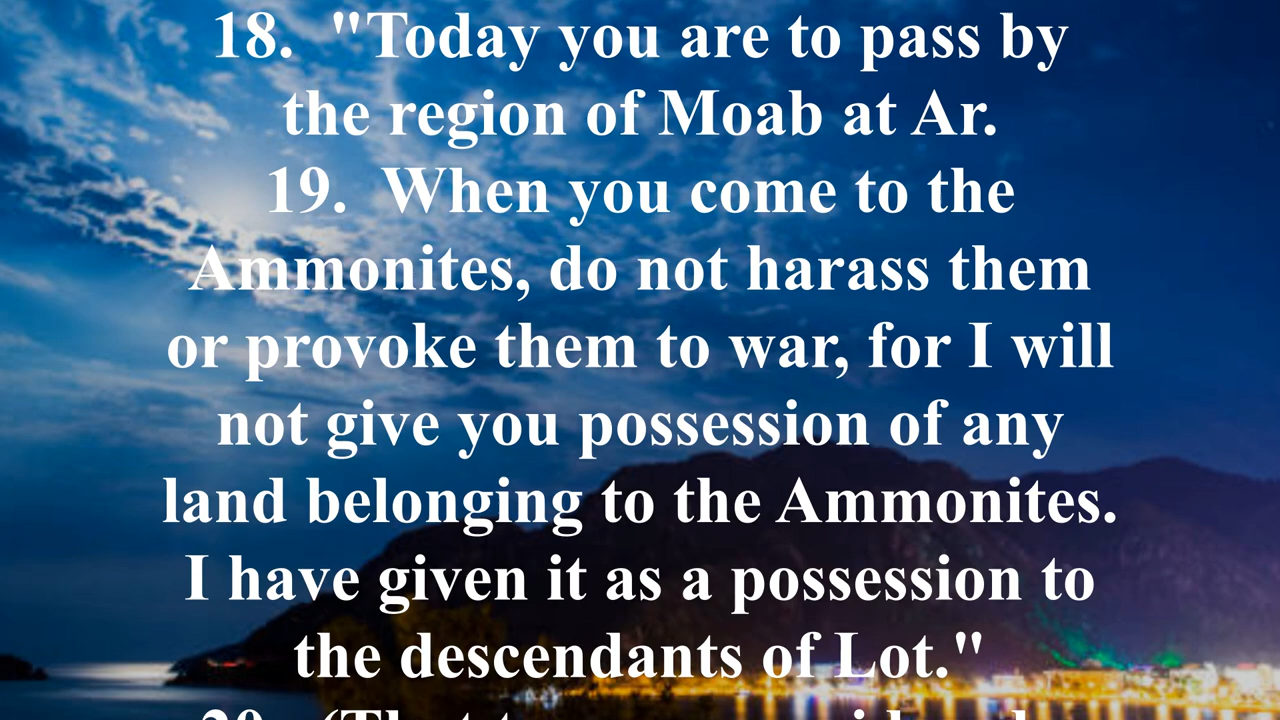 18. "Today you are to pass by
the region of Moab at Ar.
19. When you come to the
Ammonites, do not harass them
or provoke them to war, for I will
not give you possession of any
land belonging to the Ammonites.
I have given it as a possession to
the descendants of Lot."